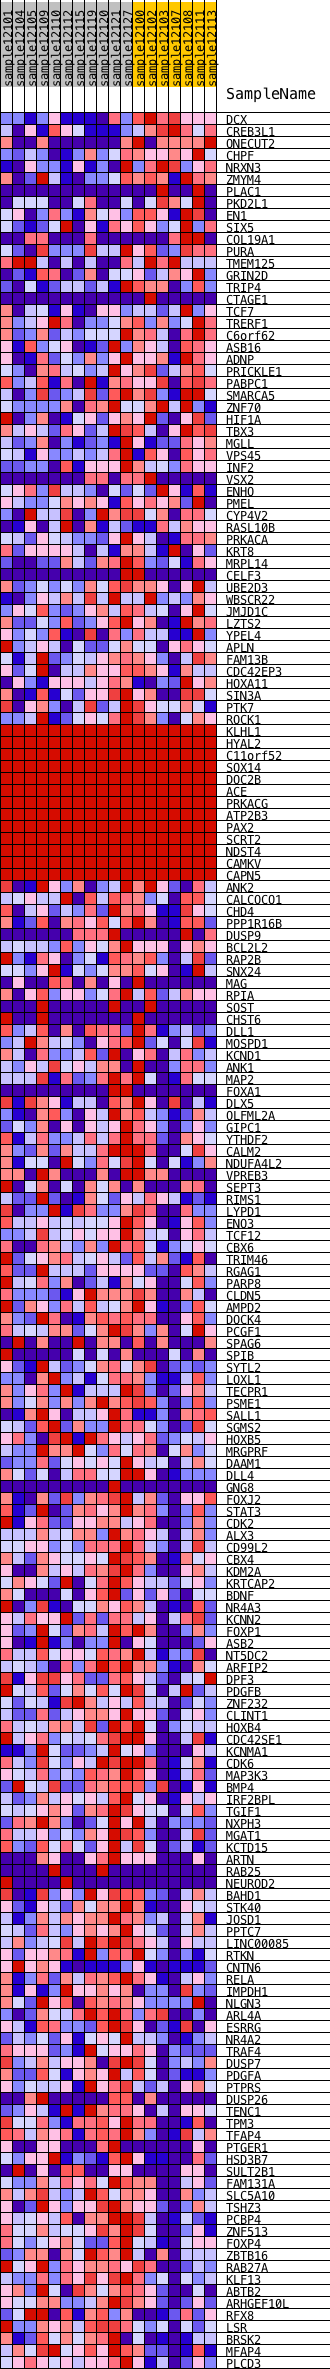 sample12101
sample12104
sample12105
sample12109
sample12110
sample12112
sample12115
sample12119
sample12120
sample12121
sample12100
sample12102
sample12103
sample12107
sample12108
sample12111
sample12113
SampleName
DCX
CREB3L1
ONECUT2
CHPF
NRXN3
ZMYM4
PLAC1
PKD2L1
EN1
SIX5
COL19A1
PURA
TMEM125
GRIN2D
TRIP4
CTAGE1
TCF7
TRERF1
C6orf62
ASB16
ADNP
PRICKLE1
PABPC1
SMARCA5
ZNF70
HIF1A
TBX3
MGLL
VPS45
INF2
VSX2
ENHO
PMEL
CYP4V2
RASL10B
PRKACA
KRT8
MRPL14
CELF3
UBE2D3
WBSCR22
JMJD1C
LZTS2
YPEL4
APLN
FAM13B
CDC42EP3
HOXA11
SIN3A
PTK7
ROCK1
KLHL1
HYAL2
C11orf52
SOX14
DOC2B
ACE
PRKACG
ATP2B3
PAX2
SCRT2
NDST4
CAMKV
CAPN5
ANK2
CALCOCO1
CHD4
PPP1R16B
DUSP9
BCL2L2
RAP2B
SNX24
MAG
RPIA
SOST
CHST6
DLL1
MOSPD1
KCND1
ANK1
MAP2
FOXA1
DLX5
OLFML2A
GIPC1
YTHDF2
CALM2
NDUFA4L2
VPREB3
SEPT3
RIMS1
LYPD1
ENO3
TCF12
CBX6
TRIM46
RGAG1
PARP8
CLDN5
AMPD2
DOCK4
PCGF1
SPAG6
SPIB
SYTL2
LOXL1
TECPR1
PSME1
SALL1
SGMS2
HOXB5
MRGPRF
DAAM1
DLL4
GNG8
FOXJ2
STAT3
CDK2
ALX3
CD99L2
CBX4
KDM2A
KRTCAP2
BDNF
NR4A3
KCNN2
FOXP1
ASB2
NT5DC2
ARFIP2
DPF3
PDGFB
ZNF232
CLINT1
HOXB4
CDC42SE1
KCNMA1
CDK6
MAP3K3
BMP4
IRF2BPL
TGIF1
NXPH3
MGAT1
KCTD15
ARTN
RAB25
NEUROD2
BAHD1
STK40
JOSD1
PPTC7
LINC00085
RTKN
CNTN6
RELA
IMPDH1
NLGN3
ARL4A
ESRRG
NR4A2
TRAF4
DUSP7
PDGFA
PTPRS
DUSP26
TENC1
TPM3
TFAP4
PTGER1
HSD3B7
SULT2B1
FAM131A
SLC5A10
TSHZ3
PCBP4
ZNF513
FOXP4
ZBTB16
RAB27A
KLF13
ABTB2
ARHGEF10L
RFX8
LSR
BRSK2
MFAP4
PLCD3